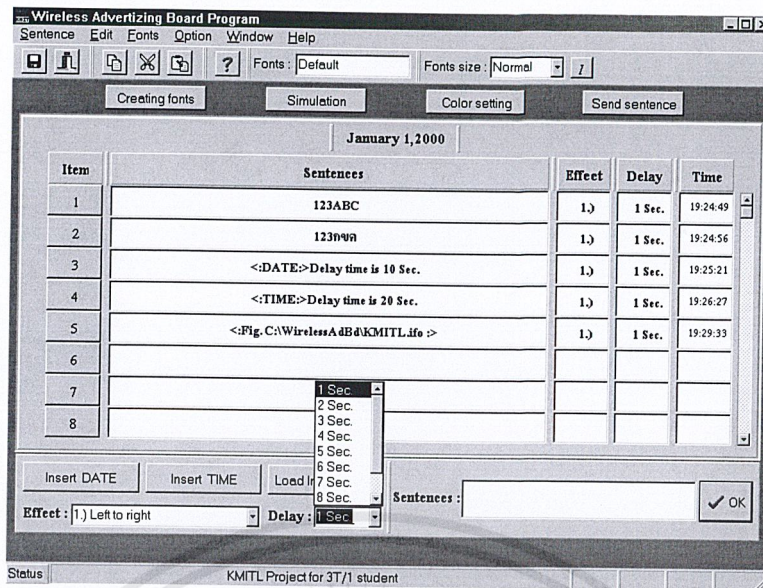 Wireless Advertizing Board Program
Sentence Edit Fonts Option Window Help
? Fonts : Default Fonts size : Normal I
Creating fonts Simulation Color setting Send sentence
January 1,2000
Item Sentences Effect Delay Time
1 123ABC 1.) 1 Sec. 19:24:49
2 123กขค 1.) 1 Sec. 19:24:56
3 <:DATE:>Delay time is 10 Sec. 1.) 1 Sec. 19:25:21
4 <:TIME:>Delay time is 20 Sec. 1.) 1 Sec. 19:26:27
5 <:Fig. C:\WirelessAdBd\KMITL.ifo :> 1.) 1 Sec. 19:29:33
6
7
8
1 Sec.
2 Sec.
3 Sec.
4 Sec.
5 Sec.
6 Sec.
7 Sec.
8 Sec.
Insert DATE Insert TIME Load
Effect : 1.) Left to right Delay : 1 Sec. Sentences : OK
Status KMITL Project for 3T/1 student